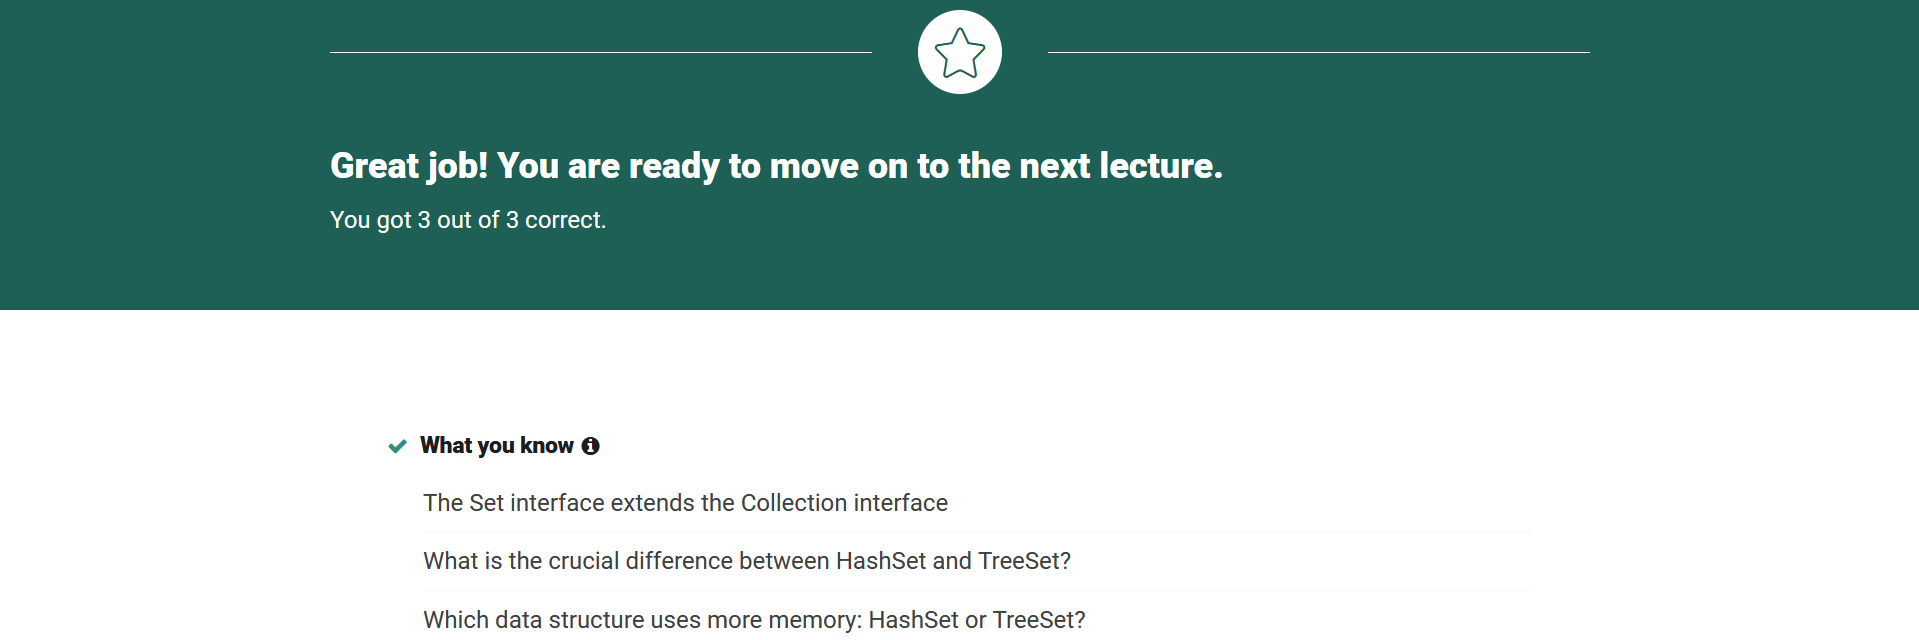 Great job! You are ready to move on to the next lecture.
You got 3 out of 3 correct.
What you know
The Set interface extends the Collection interface
What is the crucial difference between HashSet and TreeSet?
Which data structure uses more memory: HashSet or TreeSet?